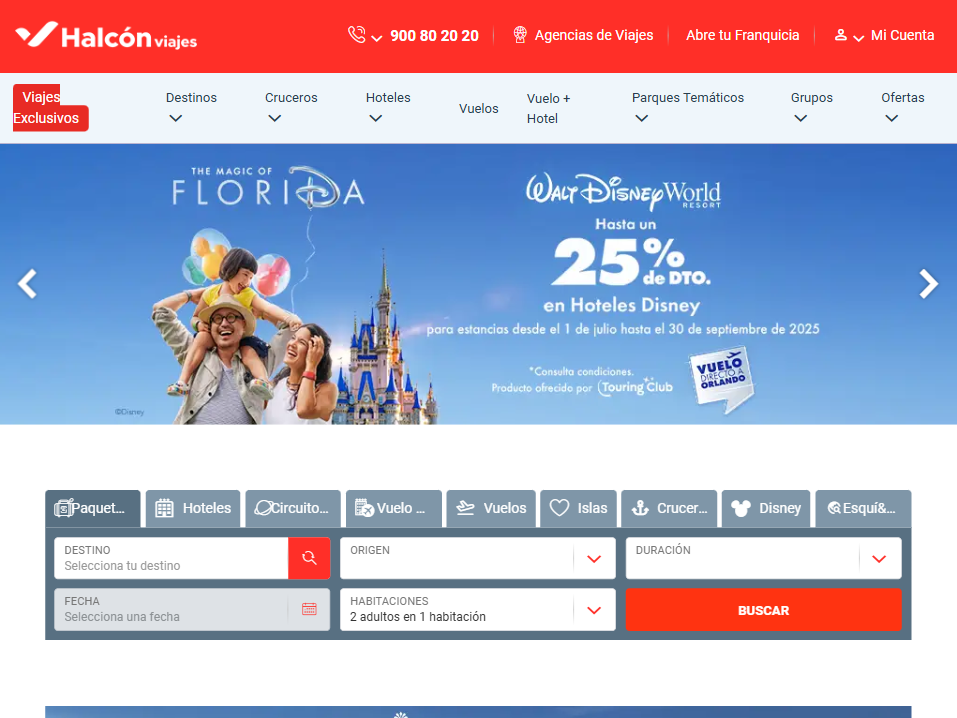 Halcón viajes
900 80 20 20
Agencias de Viajes
Abre tu Franquicia
Mi Cuenta
Viajes
Exclusivos
Destinos
Cruceros
Hoteles
Vuelos
Vuelo +
Hotel
Parques Temáticos
Grupos
Ofertas
THE MAGIC OF
FLORIDA
Walt Disney World
RESORT
Hasta un
25%
de DTO.
en Hoteles Disney
para estancias desde el 1 de julio hasta el 30 de septiembre de 2025
*Consulta condiciones.
Producto ofrecido por Touring Club
VUELO
DIRECTO A
ORLANDO
©Disney
Paquet...
Hoteles
Circuito...
Vuelo ...
Vuelos
Islas
Crucer...
Disney
Esquí&...
DESTINO
Selecciona tu destino
ORIGEN
DURACIÓN
FECHA
Selecciona una fecha
HABITACIONES
2 adultos en 1 habitación
BUSCAR